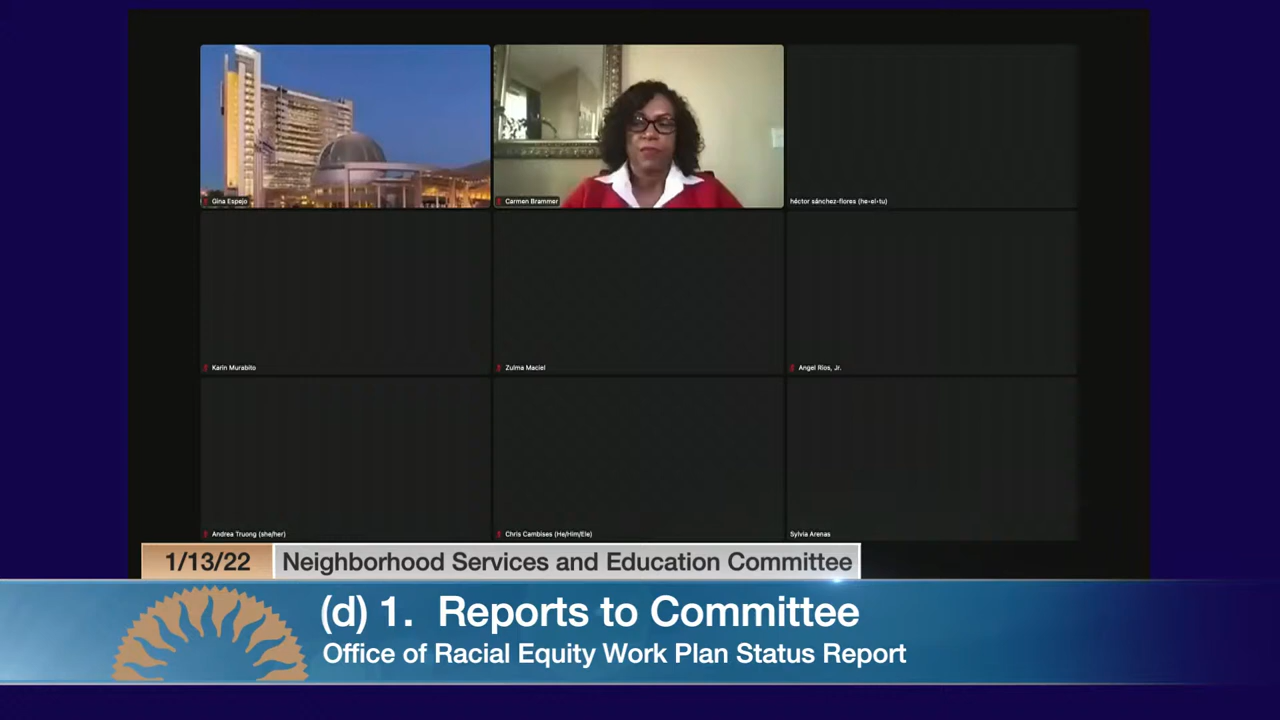 Gina Espejo
Carmen Brammer
héctor sánchez-flores (he-el-tu)
Karin Murabito
Zulma Maciel
Angel Rios, Jr.
Andrea Truong (she/her)
Chris Cambises (He/Him/Ele)
Sylvia Arenas
1/13/22
Neighborhood Services and Education Committee
(d) 1. Reports to Committee
Office of Racial Equity Work Plan Status Report